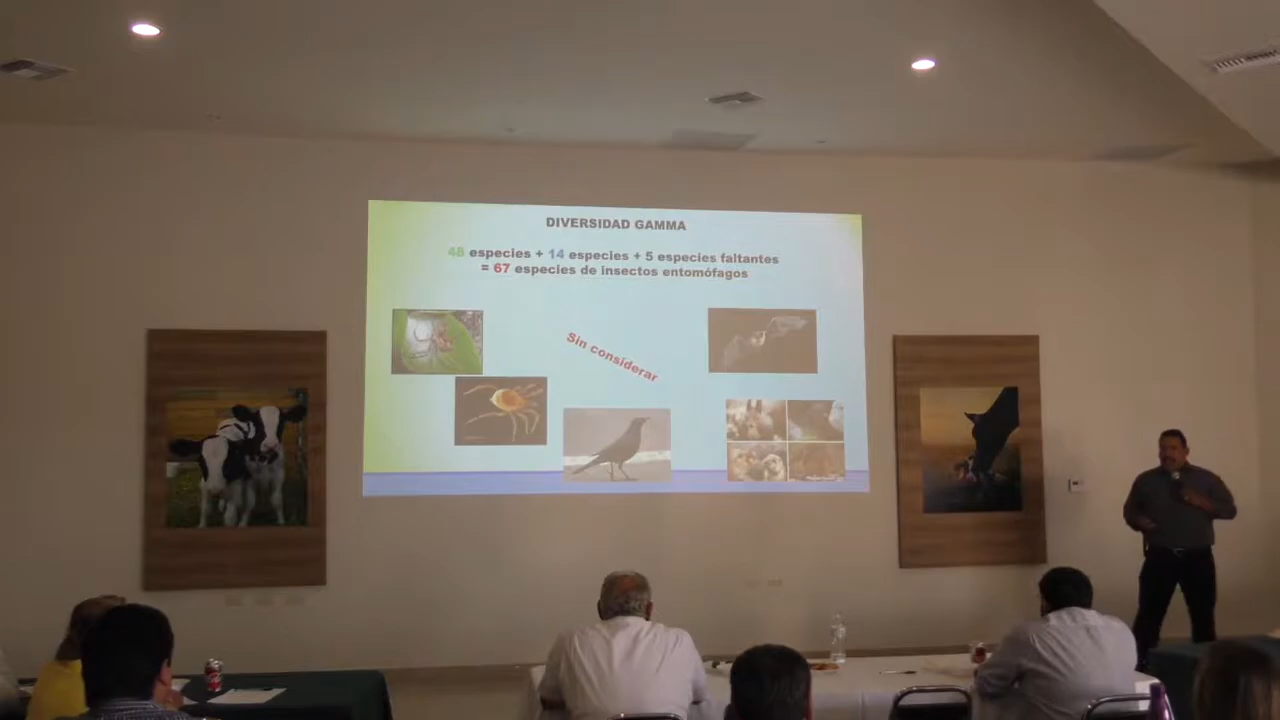 DIVERSIDAD GAMMA
48 especies + 14 especies + 5 especies faltantes
= 67 especies de insectos entomófagos
Sin considerar